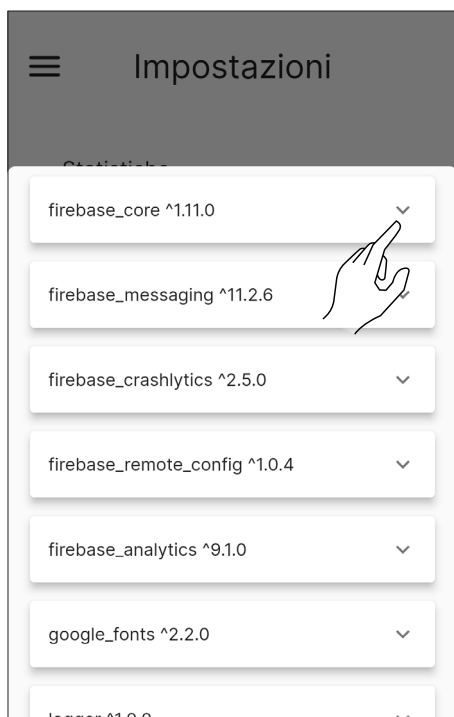 Impostazioni
Statistiche
firebase_core ^1.11.0
firebase_messaging ^11.2.6
firebase_crashlytics ^2.5.0
firebase_remote_config ^1.0.4
firebase_analytics ^9.1.0
google_fonts ^2.2.0